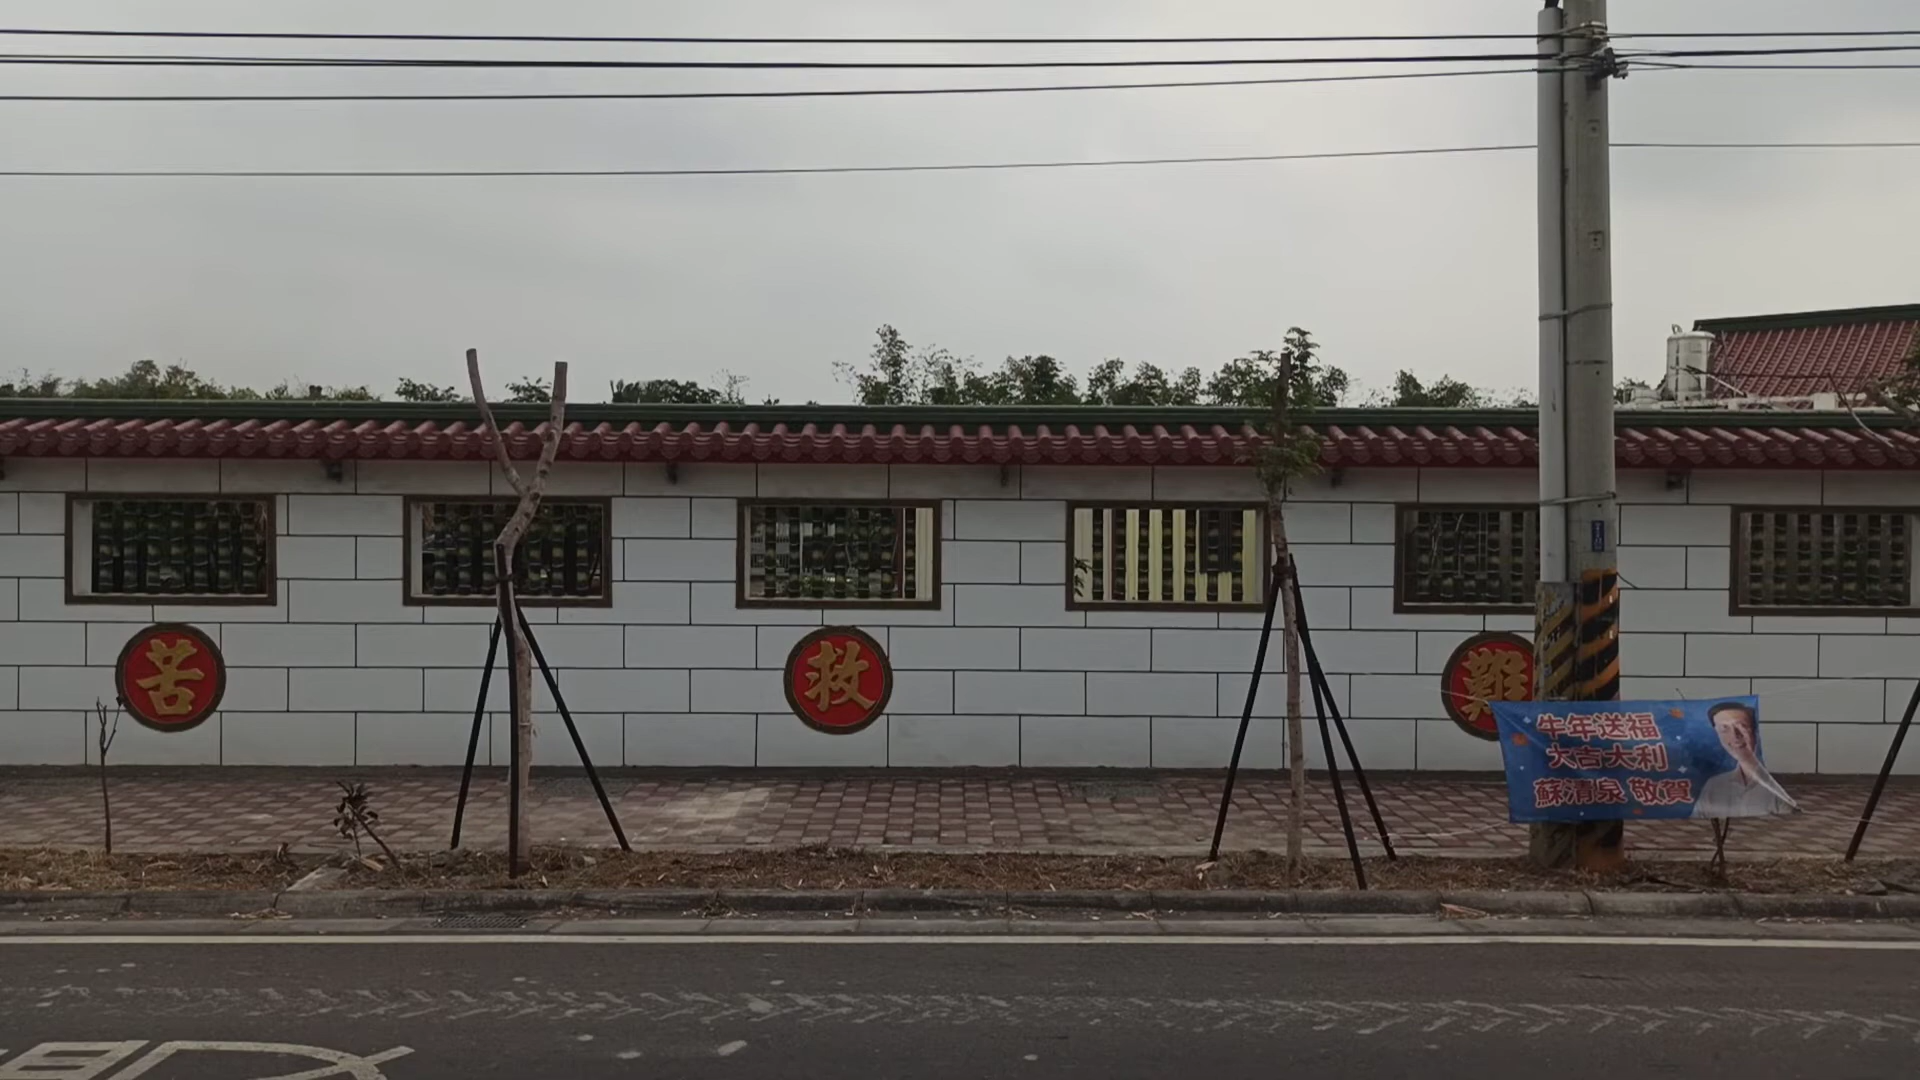 苦 救 難
牛年送福
大吉大利
蘇清泉 敬賀